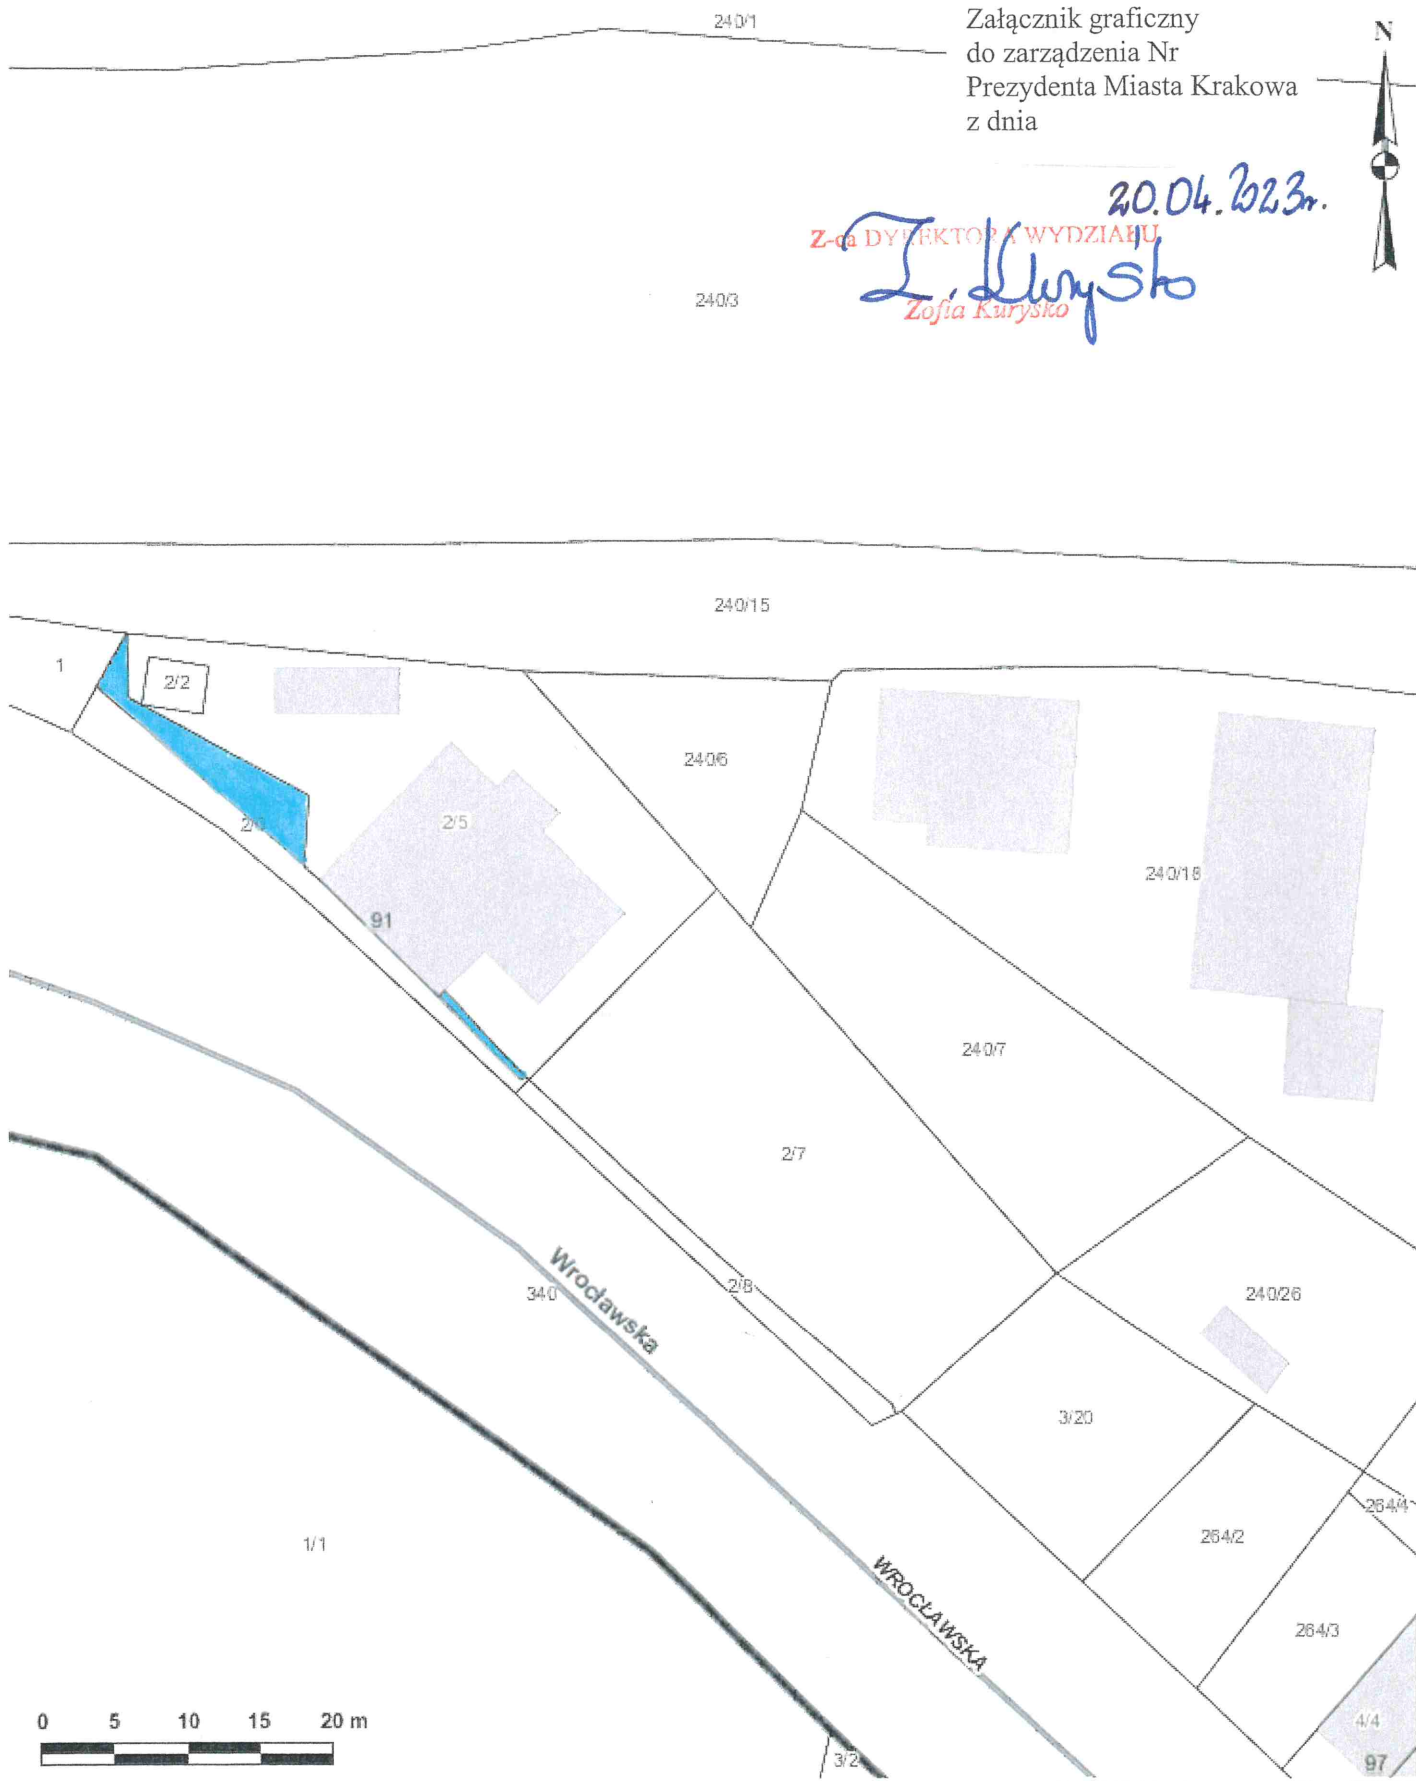 240/1
Załącznik graficzny
do zarządzenia Nr
Prezydenta Miasta Krakowa
z dnia
N
20.04.2023r.
Z-ca DYREKTORA WYDZIAŁU
Z. Kuryśko
Zofia Kuryśko
240/3
240/15
1
2/2
240/6
2/5
240/18
91
240/7
2/7
2/8
340
Wrocławska
240/26
3/20
264/4
264/2
1/1
WROCŁAWSKA
264/3
0 5 10 15 20 m
4/4
3/2
97